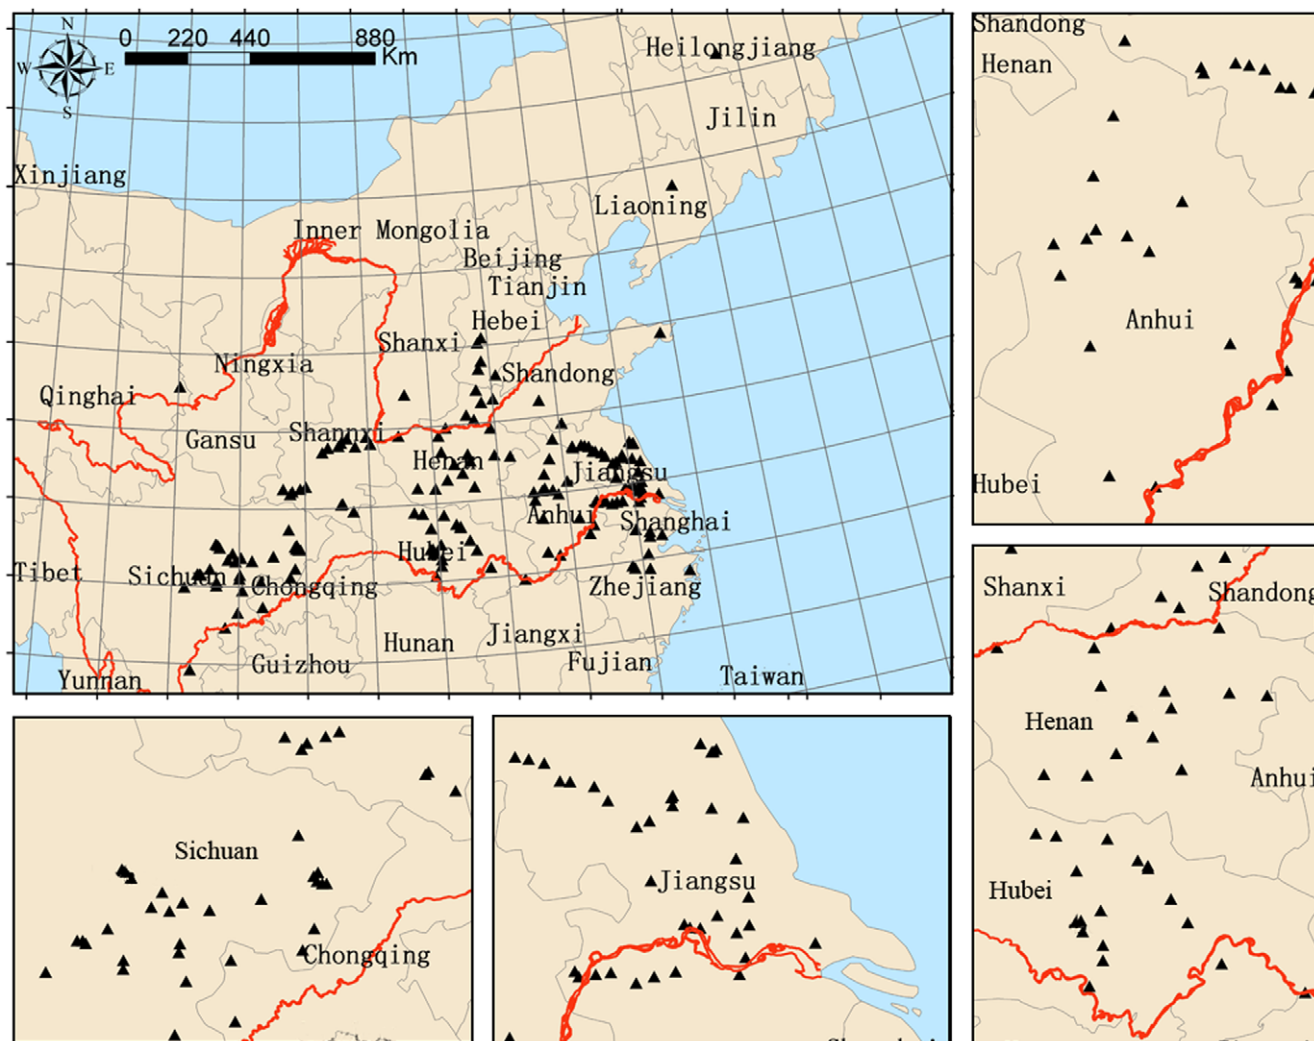 N
W E
S
0 220 440 880
Km
Heilongjiang
Jilin
Xinjiang
Liaoning
Inner Mongolia
Beijing
Tianjin
Hebei
Shanxi
Ningxia
Shandong
Qinghai
Gansu
Shannxi
Henan
Jiangsu
Anhui
Shanghai
Hubei
Tibet
Sichuan
Chongqing
Zhejiang
Hunan
Jiangxi
Guizhou
Fujian
Yunnan
Taiwan
Shandong
Henan
Anhui
Hubei
Shanxi
Shandong
Henan
Anhui
Hubei
Sichuan
Chongqing
Jiangsu